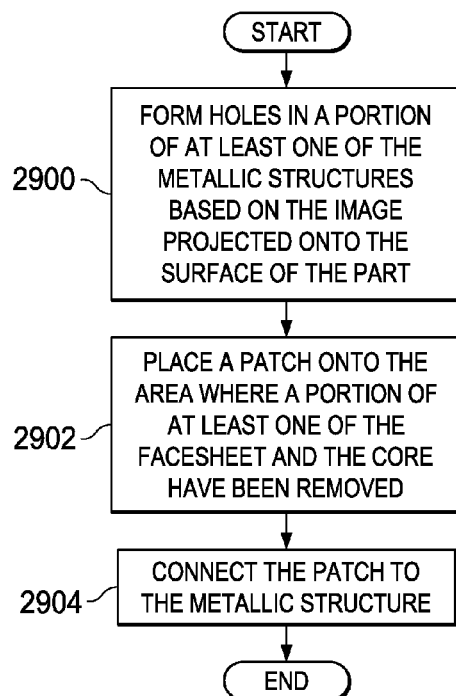 START
2900
FORM HOLES IN A PORTION
OF AT LEAST ONE OF THE
METALLIC STRUCTURES
BASED ON THE IMAGE
PROJECTED ONTO THE
SURFACE OF THE PART
2902
PLACE A PATCH ONTO THE
AREA WHERE A PORTION OF
AT LEAST ONE OF THE
FACESHEET AND THE CORE
HAVE BEEN REMOVED
2904
CONNECT THE PATCH TO
THE METALLIC STRUCTURE
END